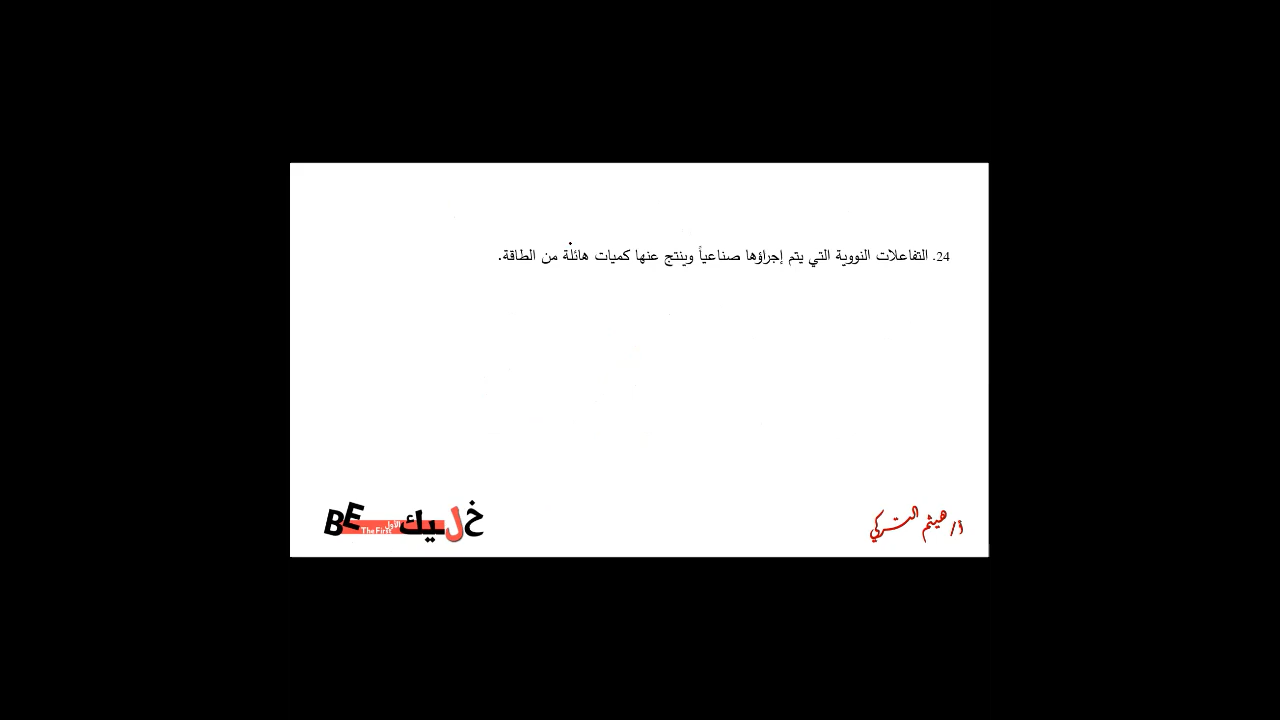 24. التفاعلات النووية التي يتم إجراؤها صناعياً وينتج عنها كميات هائلة من الطاقة.
خليك الأول BE The First
أ/ هيثم التركي